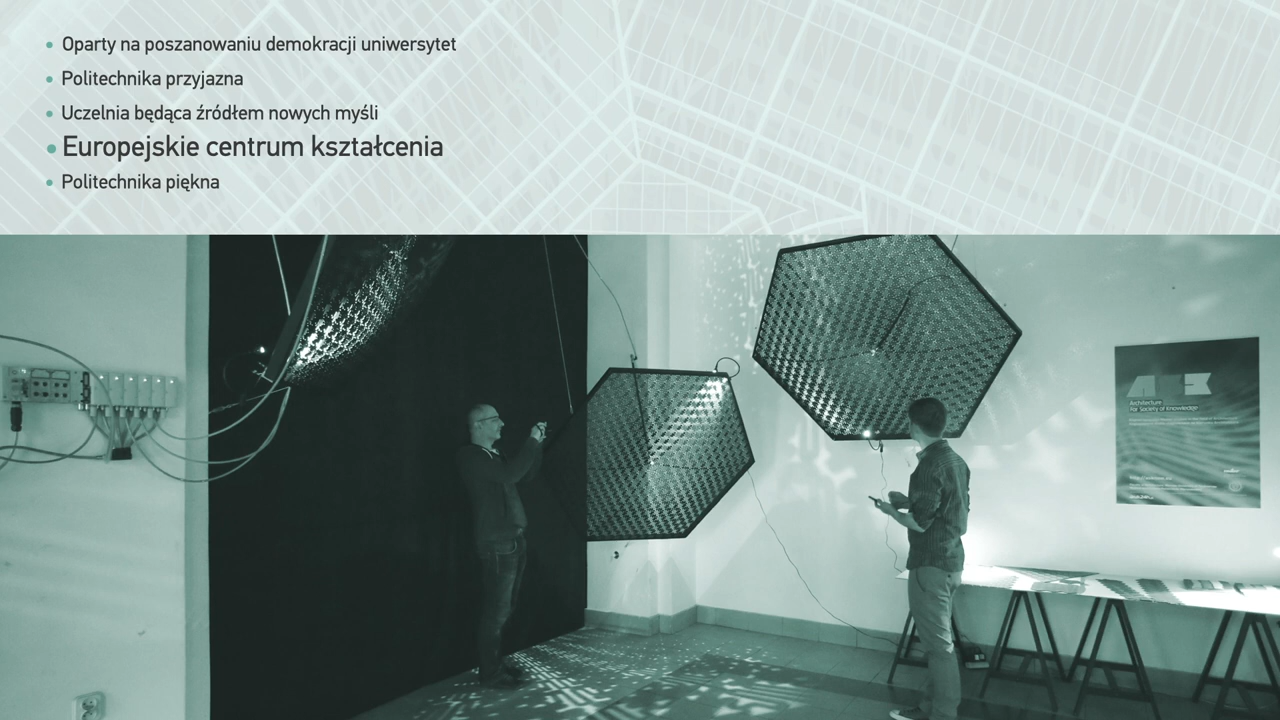 Oparty na poszanowaniu demokracji uniwersytet
Politechnika przyjazna
Uczelnia będąca źródłem nowych myśli
Europejskie centrum kształcenia
Politechnika piękna
Architecture
For Society of Knowledge